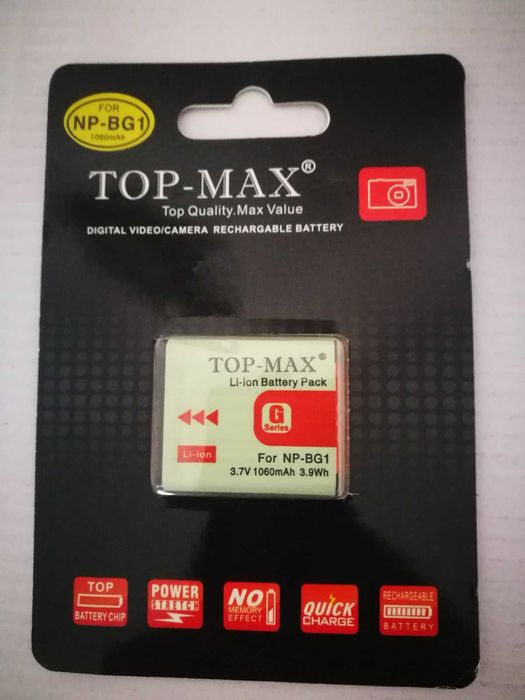 FOR
NP-BG1
1060mAh
TOP-MAX®
Top Quality.Max Value
DIGITAL VIDEO/CAMERA RECHARGABLE BATTERY
TOP-MAX®
Li-ion Battery Pack
G
Series
Li-ion
For NP-BG1
3.7V 1060mAh 3.9Wh
TOP
BATTERY CHIP
POWER
STRETCH
NO
MEMORY
EFFECT
QUICK
CHARGE
RECHARGEABLE
BATTERY